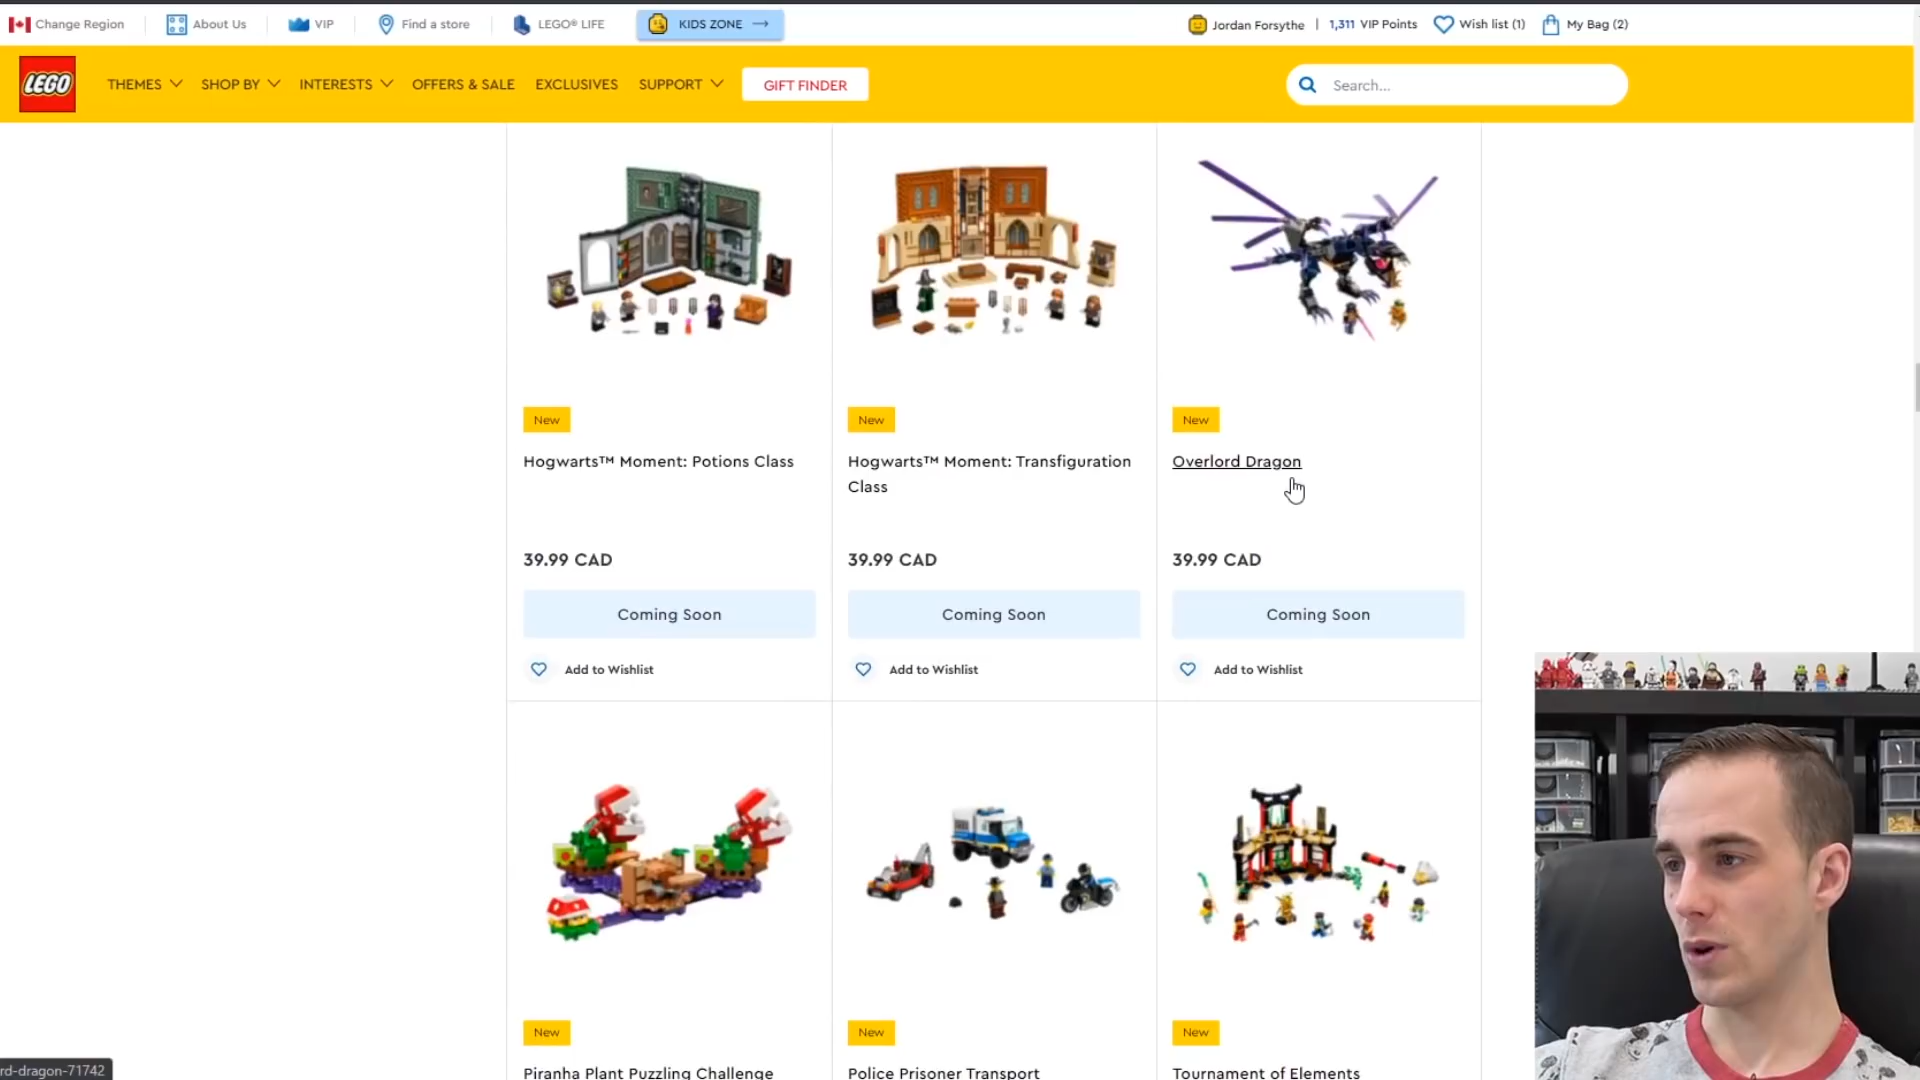 Change Region
About Us
VIP
Find a store
LEGO® LIFE
KIDS ZONE
Jordan Forsythe | 1,311 VIP Points
Wish list (1)
My Bag (2)
LEGO
THEMES
SHOP BY
INTERESTS
OFFERS & SALE
EXCLUSIVES
SUPPORT
GIFT FINDER
Search...
New
Hogwarts™ Moment: Potions Class
39.99 CAD
Coming Soon
Add to Wishlist
New
Hogwarts™ Moment: Transfiguration
Class
39.99 CAD
Coming Soon
Add to Wishlist
New
Overlord Dragon
39.99 CAD
Coming Soon
Add to Wishlist
New
Piranha Plant Puzzling Challenge
New
Police Prisoner Transport
New
Tournament of Elements
rd-dragon-71742